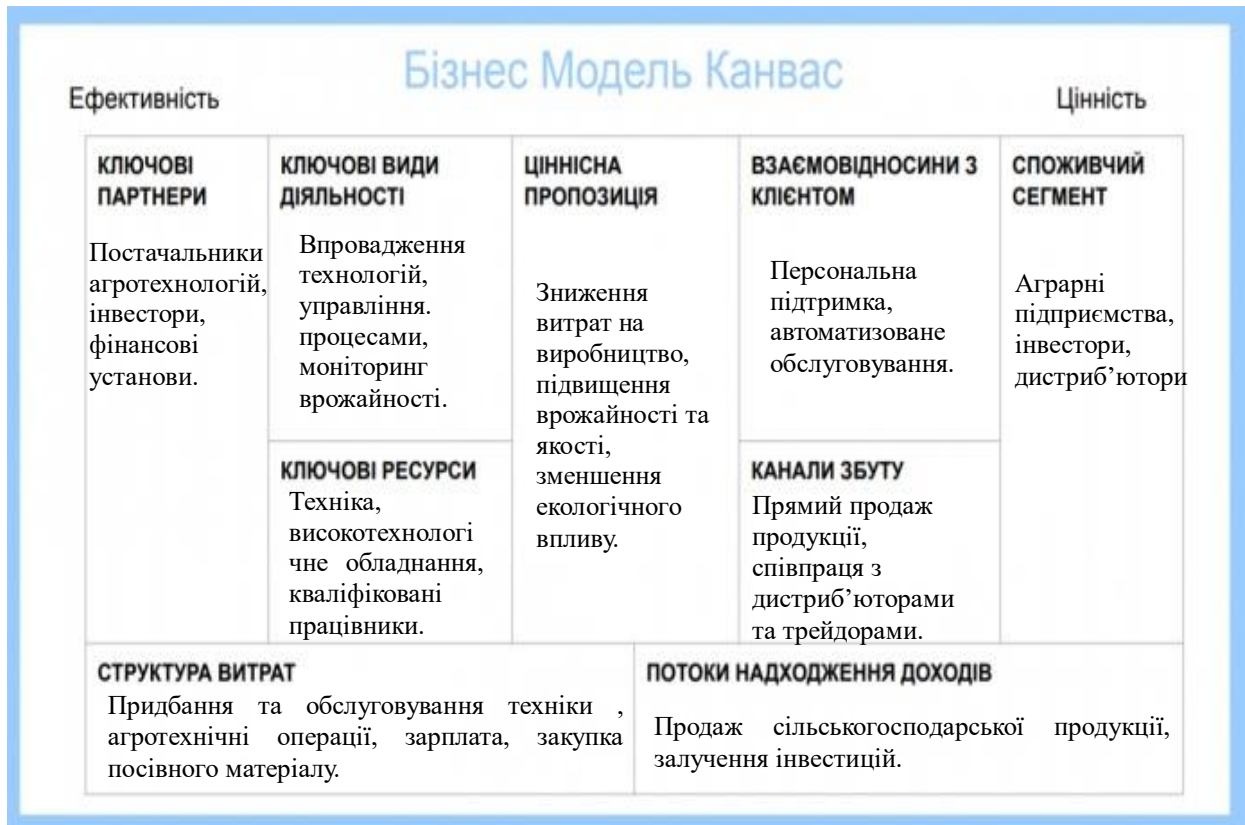 Бізнес Модель Канвас
Ефективність
Цінність
КЛЮЧОВІ
ПАРТНЕРИ
Постачальники
агротехнологій,
інвестори,
фінансові
установи.
КЛЮЧОВІ ВИДИ
ДІЯЛЬНОСТІ
Впровадження
технологій,
управління.
процесами,
моніторинг
врожайності.
КЛЮЧОВІ РЕСУРСИ
Техніка,
високотехнологі
чне обладнання,
кваліфіковані
працівники.
ЦІННІСНА
ПРОПОЗИЦІЯ
Зниження
витрат на
виробництво,
підвищення
врожайності та
якості,
зменшення
екологічного
впливу.
ВЗАЄМОВІДНОСИНИ З
КЛІЄНТОМ
Персональна
підтримка,
автоматизоване
обслуговування.
КАНАЛИ ЗБУТУ
Прямий продаж
продукції,
співпраця з
дистриб’юторами
та трейдорами.
СПОЖИВЧИЙ
СЕГМЕНТ
Аграрні
підприємства,
інвестори,
дистриб’ютори
СТРУКТУРА ВИТРАТ
Придбання та обслуговування техніки ,
агротехнічні операції, зарплата, закупка
посівного матеріалу.
ПОТОКИ НАДХОДЖЕННЯ ДОХОДІВ
Продаж сільськогосподарської продукції,
залучення інвестицій.